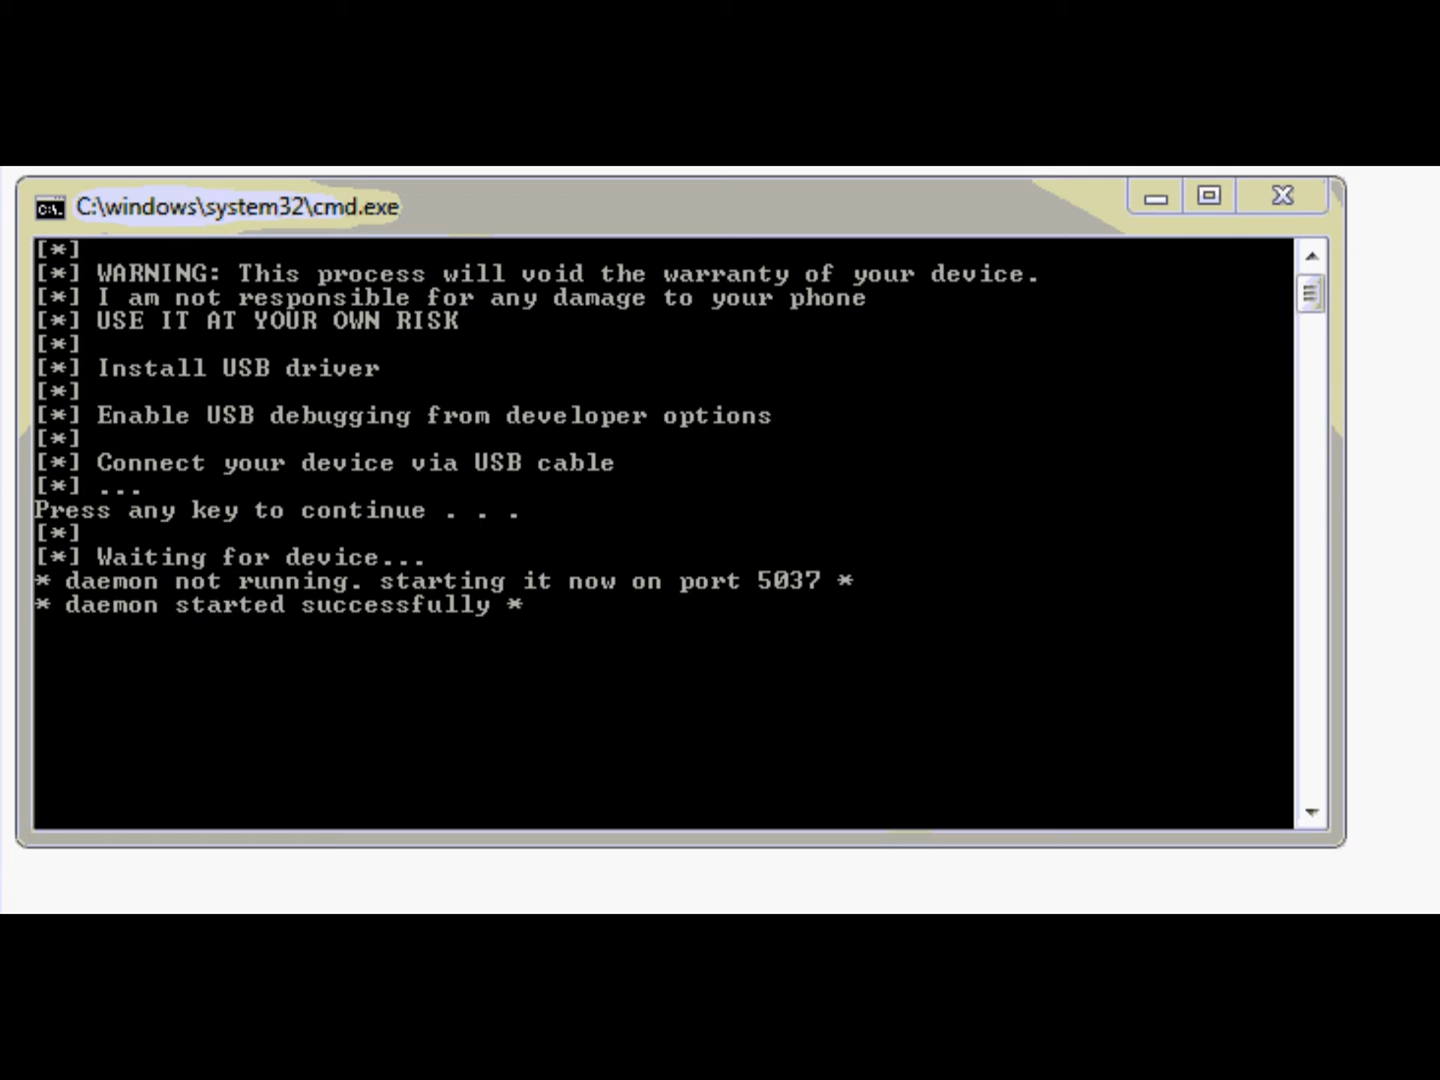 C:\windows\system32\cmd.exe
[*]
[*] WARNING: This process will void the warranty of your device.
[*] I am not responsible for any damage to your phone
[*] USE IT AT YOUR OWN RISK
[*]
[*] Install USB driver
[*]
[*] Enable USB debugging from developer options
[*]
[*] Connect your device via USB cable
[*] ...
Press any key to continue . . .
[*]
[*] Waiting for device...
* daemon not running. starting it now on port 5037 *
* daemon started successfully *